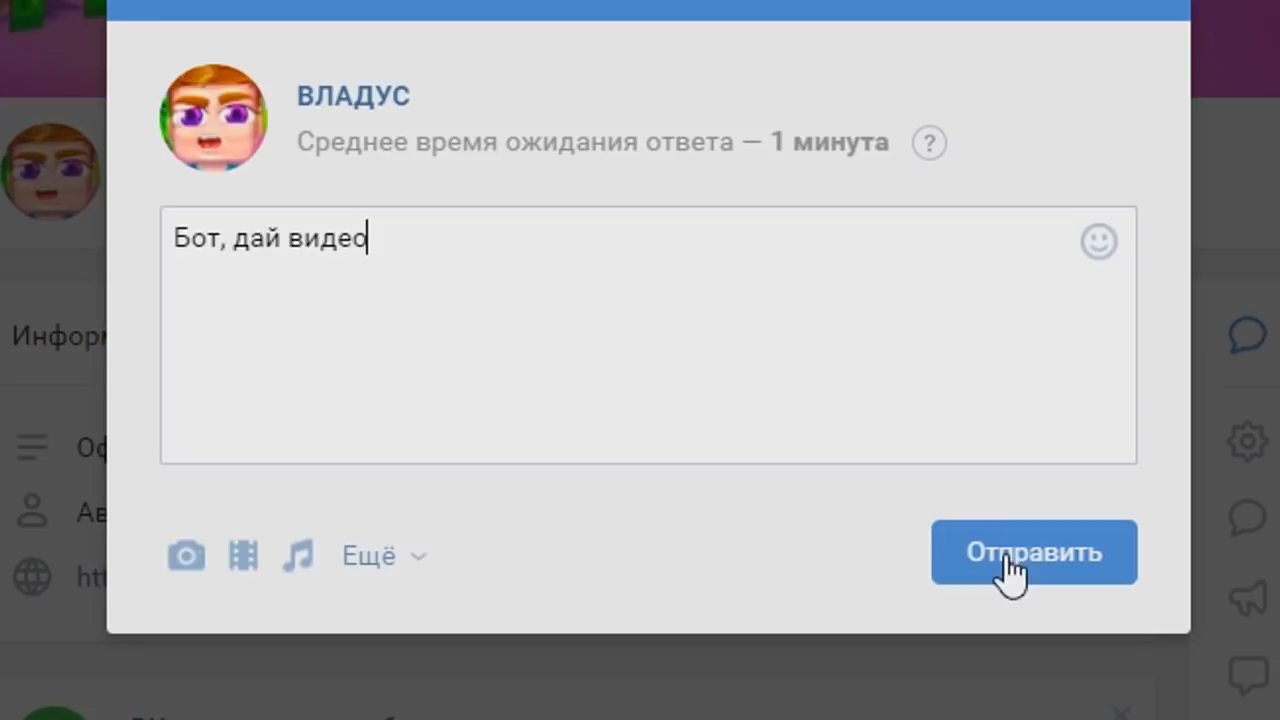 ВЛАДУС
Среднее время ожидания ответа — 1 минута ?
Бот, дай видео
Ещё
Отправить